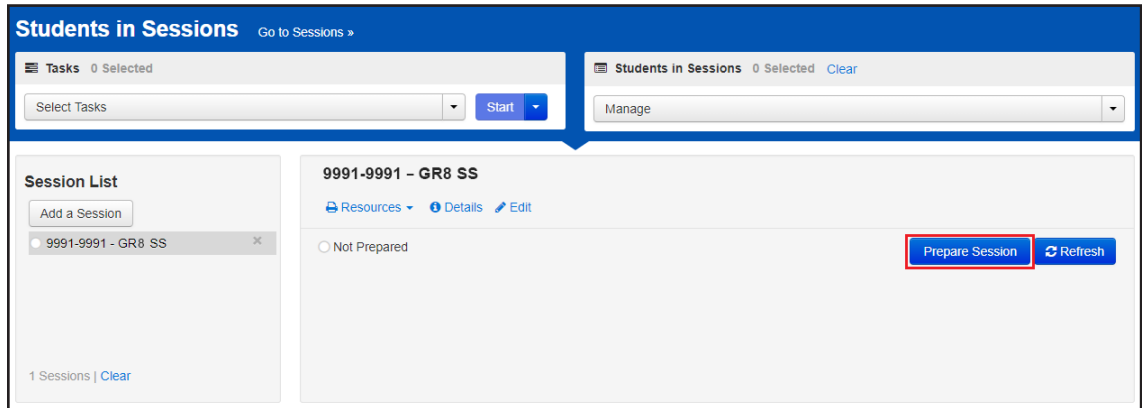 Students in Sessions Go to Sessions »
Tasks 0 Selected
Select Tasks
Start
Students in Sessions 0 Selected Clear
Manage
Session List
Add a Session
9991-9991 - GR8 SS ×
1 Sessions | Clear
9991-9991 – GR8 SS
Resources Details Edit
Not Prepared
Prepare Session Refresh